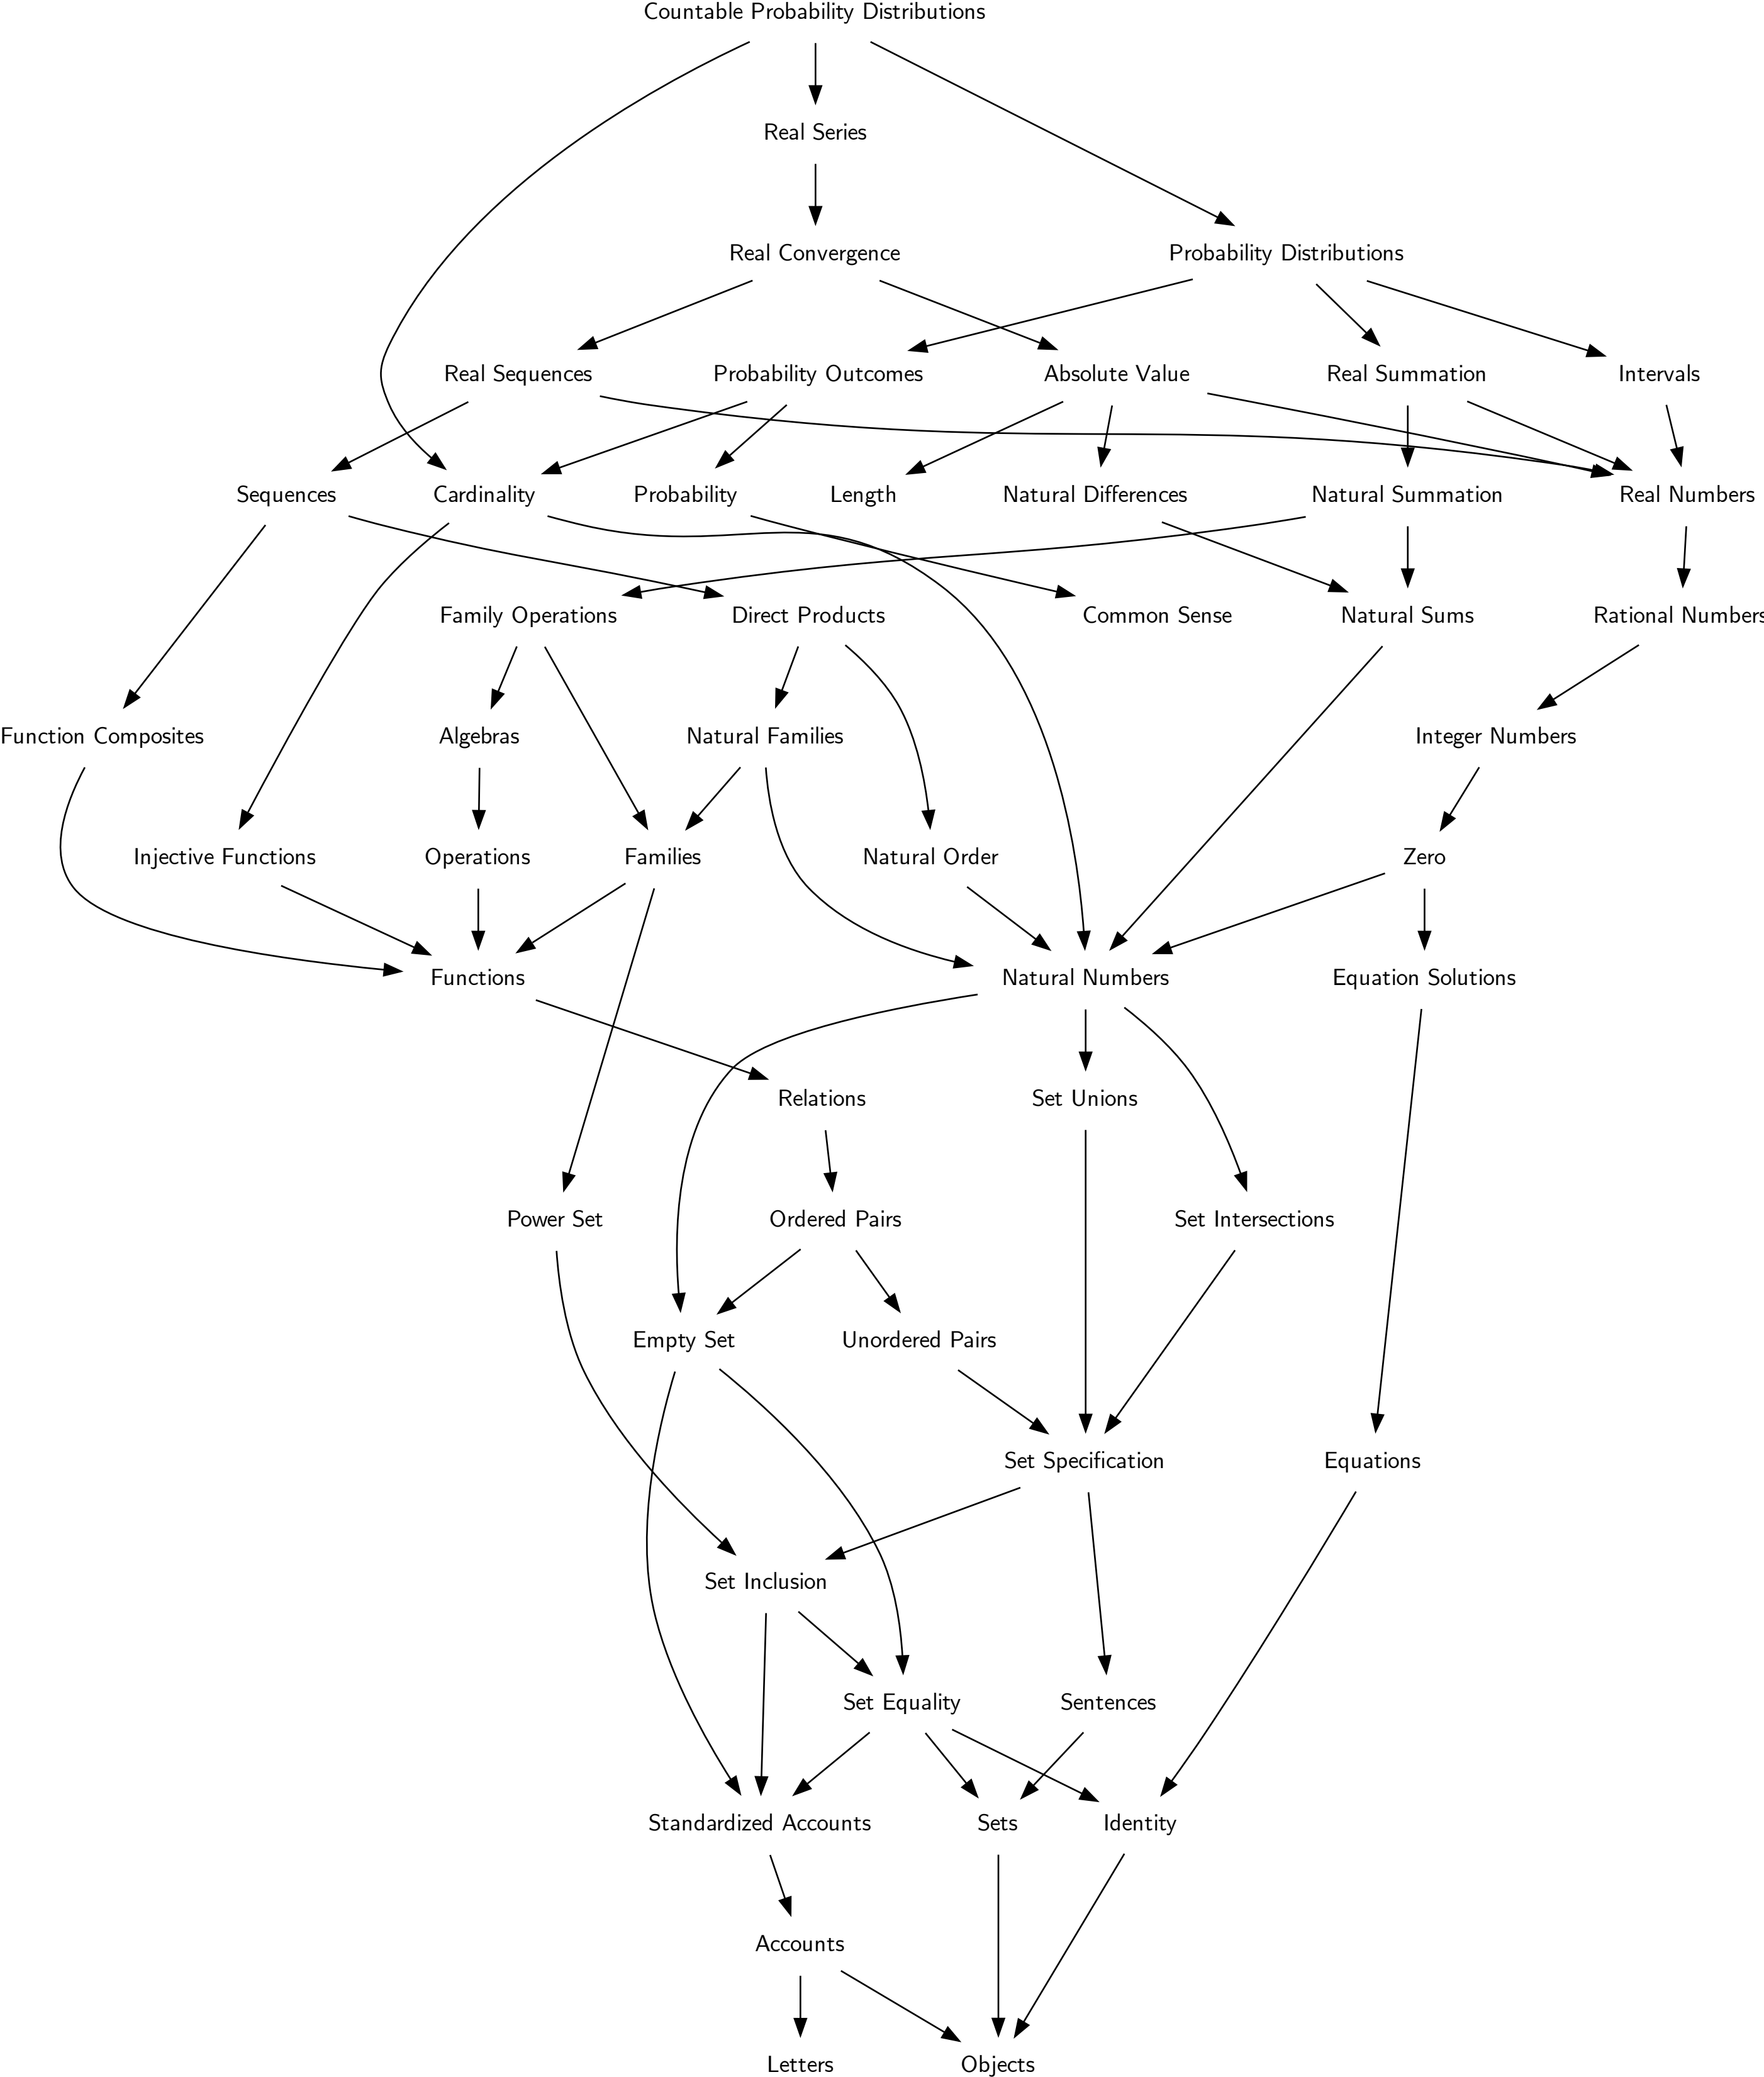 Countable Probability Distributions
Real Series
Real Convergence
Probability Distributions
Real Sequences
Probability Outcomes
Absolute Value
Real Summation
Intervals
Sequences
Cardinality
Probability
Length
Natural Differences
Natural Summation
Real Numbers
Family Operations
Direct Products
Common Sense
Natural Sums
Rational Numbers
Function Composites
Algebras
Natural Families
Integer Numbers
Injective Functions
Operations
Families
Natural Order
Zero
Functions
Natural Numbers
Equation Solutions
Relations
Set Unions
Power Set
Ordered Pairs
Set Intersections
Empty Set
Unordered Pairs
Set Specification
Equations
Set Inclusion
Set Equality
Sentences
Standardized Accounts
Sets
Identity
Accounts
Letters
Objects